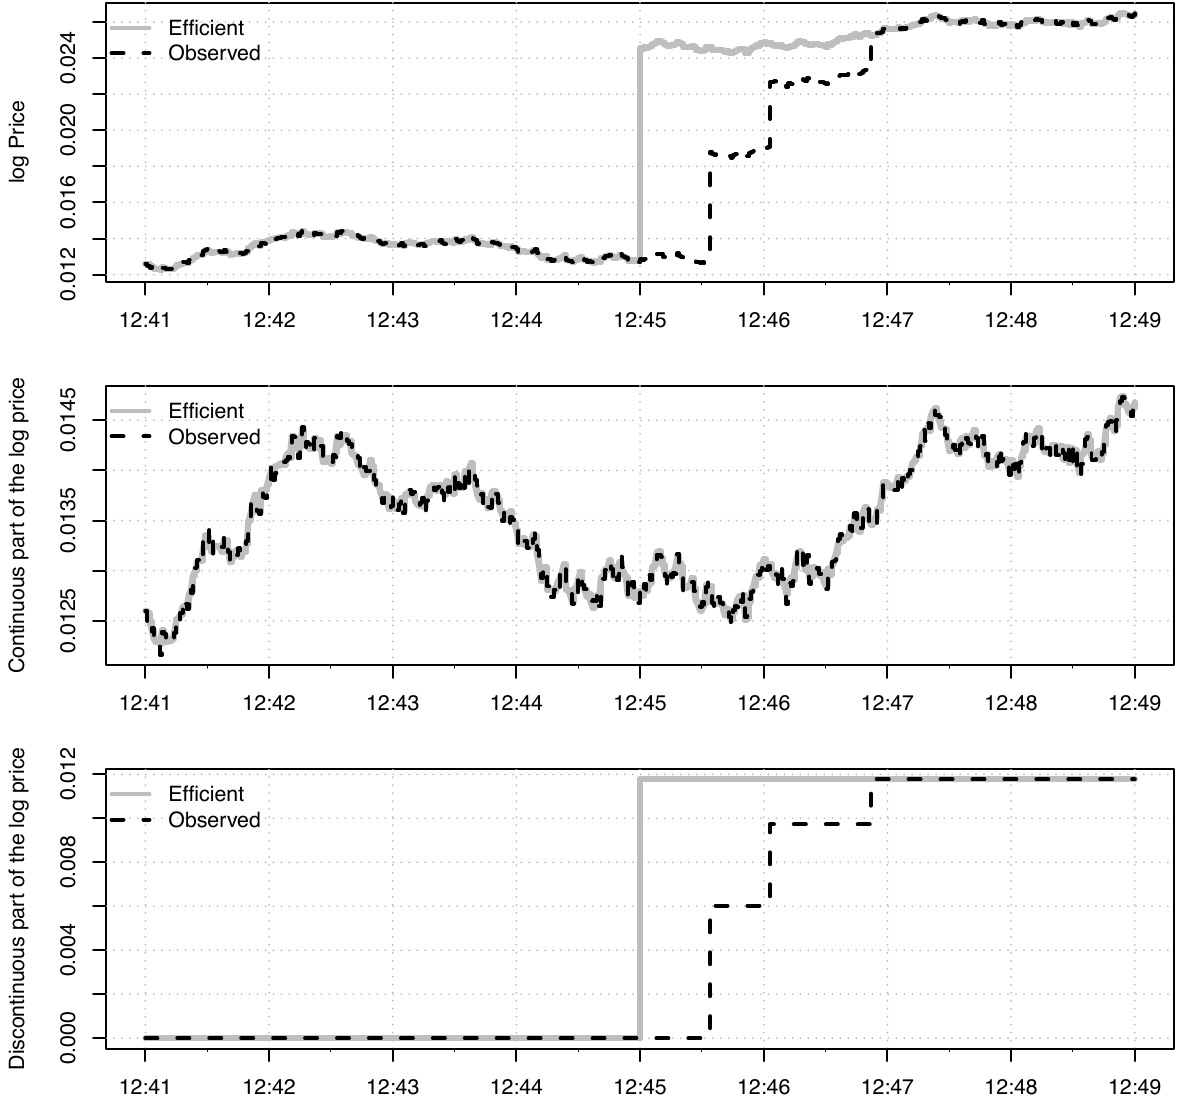 log Price
0.024
0.020
0.016
0.012
Efficient
Observed
12:41 12:42 12:43 12:44 12:45 12:46 12:47 12:48 12:49
Continuous part of the log price
0.0145
0.0135
0.0125
Efficient
Observed
12:41 12:42 12:43 12:44 12:45 12:46 12:47 12:48 12:49
Discontinuous part of the log price
0.012
0.008
0.004
0.000
Efficient
Observed
12:41 12:42 12:43 12:44 12:45 12:46 12:47 12:48 12:49